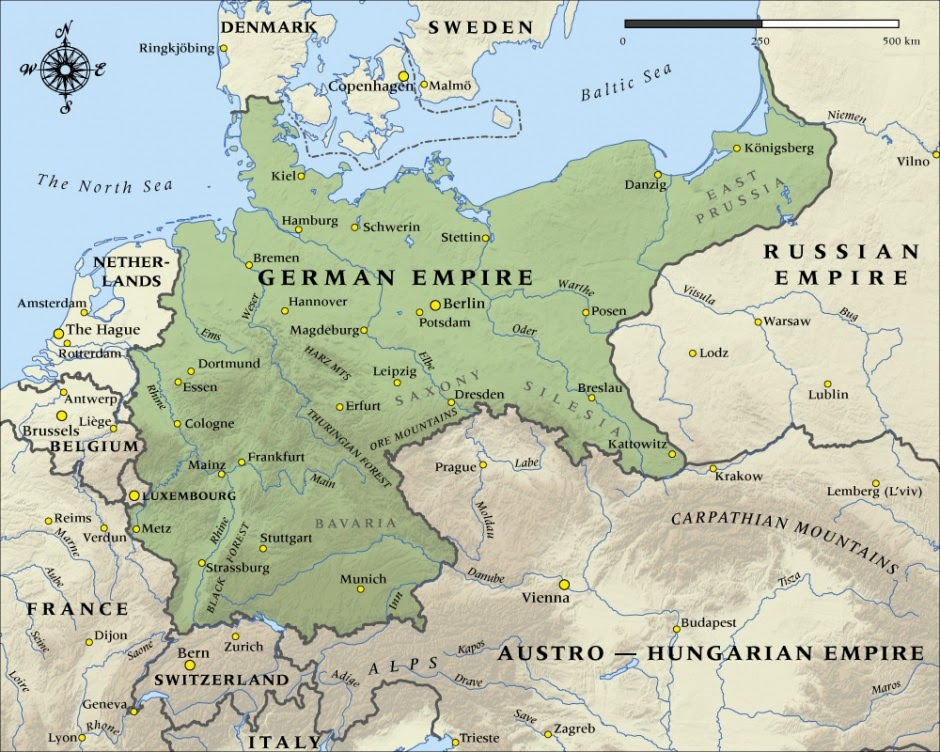 DENMARK
SWEDEN
N
W
E
S
Ringkjöbing
Copenhagen
Malmö
Baltic Sea
0
250
500 km
Niemen
Vilno
Königsberg
The North Sea
Kiel
Danzig
EAST
PRUSSIA
Hamburg
Schwerin
Stettin
RUSSIAN
EMPIRE
NETHER-
LANDS
Bremen
GERMAN EMPIRE
Amsterdam
The Hague
Rotterdam
Weser
Hannover
Berlin
Potsdam
Magdeburg
Warthe
Posen
Oder
Vitsula
Warsaw
Bug
Lodz
Lublin
Ems
Dortmund
Essen
Rhine
HARZ MTS
Elbe
Leipzig
SAXONY
SILESIA
Breslau
Dresden
Erfurt
ORE MOUNTAINS
THURINGIAN FOREST
Kattowitz
Antwerp
Brussels
Liège
BELGIUM
Cologne
Mainz
Frankfurt
Main
Prague
Labe
Moldau
Krakow
Lemberg (L'viv)
LUXEMBOURG
Reims
Verdun
Metz
Marne
BAVARIA
CARPATHIAN MOUNTAINS
Rhine
BLACK FOREST
Stuttgart
Strassburg
Munich
Inn
Danube
Vienna
Tisza
Aube
FRANCE
Seine
Dijon
Saone
Loire
Budapest
Zurich
Bern
SWITZERLAND
ALPS
Kapos
AUSTRO — HUNGARIAN EMPIRE
Adige
Drave
Maros
Geneva
Rhone
Lyon
ITALY
Save
Zagreb
Trieste